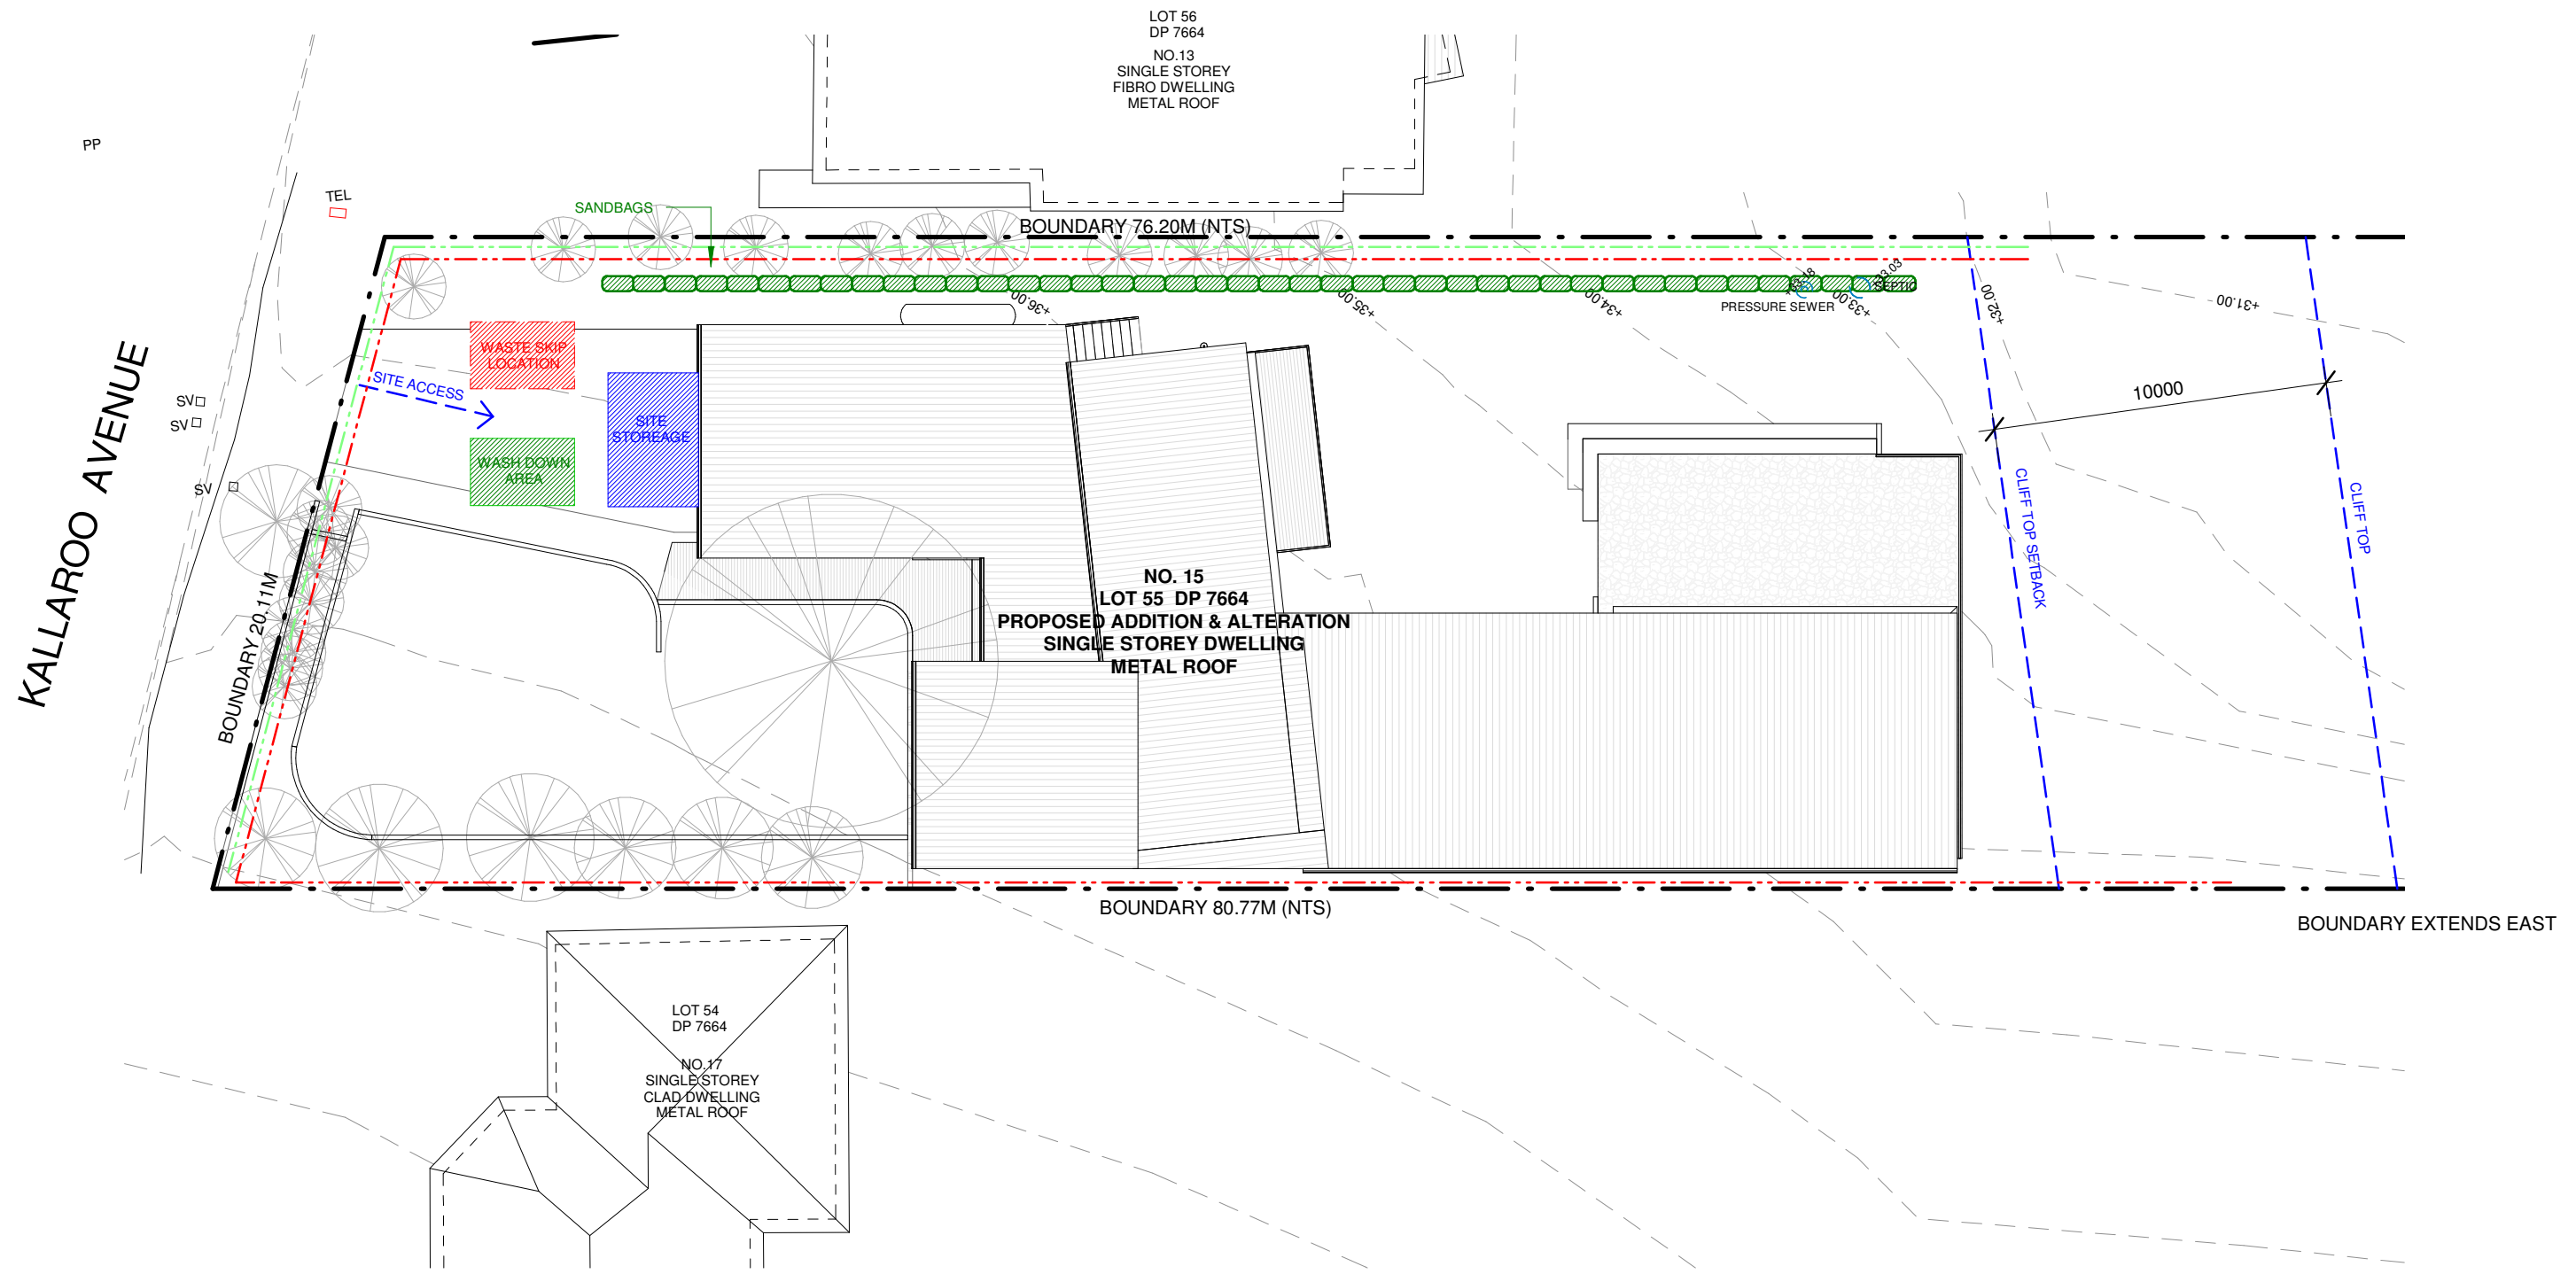 LOT 56
DP 7664
NO.13
SINGLE STOREY
FIBRO DWELLING
METAL ROOF
PP
TEL
SANDBAGS
BOUNDARY 76.20M (NTS)
+36.00
+35.00
+34.00
+33.18
+33.03
SEPTIC
PRESSURE SEWER
+33.00
+32.00
+31.00
WASTE SKIP
LOCATION
SITE ACCESS
SITE
STOREAGE
WASH DOWN
AREA
SV
SV
SV
KALLAROO AVENUE
BOUNDARY 20.11M
10000
CLIFF TOP SETBACK
CLIFF TOP
NO. 15
LOT 55 DP 7664
PROPOSED ADDITION & ALTERATION
SINGLE STOREY DWELLING
METAL ROOF
BOUNDARY 80.77M (NTS)
BOUNDARY EXTENDS EAST
LOT 54
DP 7664
NO.17
SINGLE STOREY
CLAD DWELLING
METAL ROOF